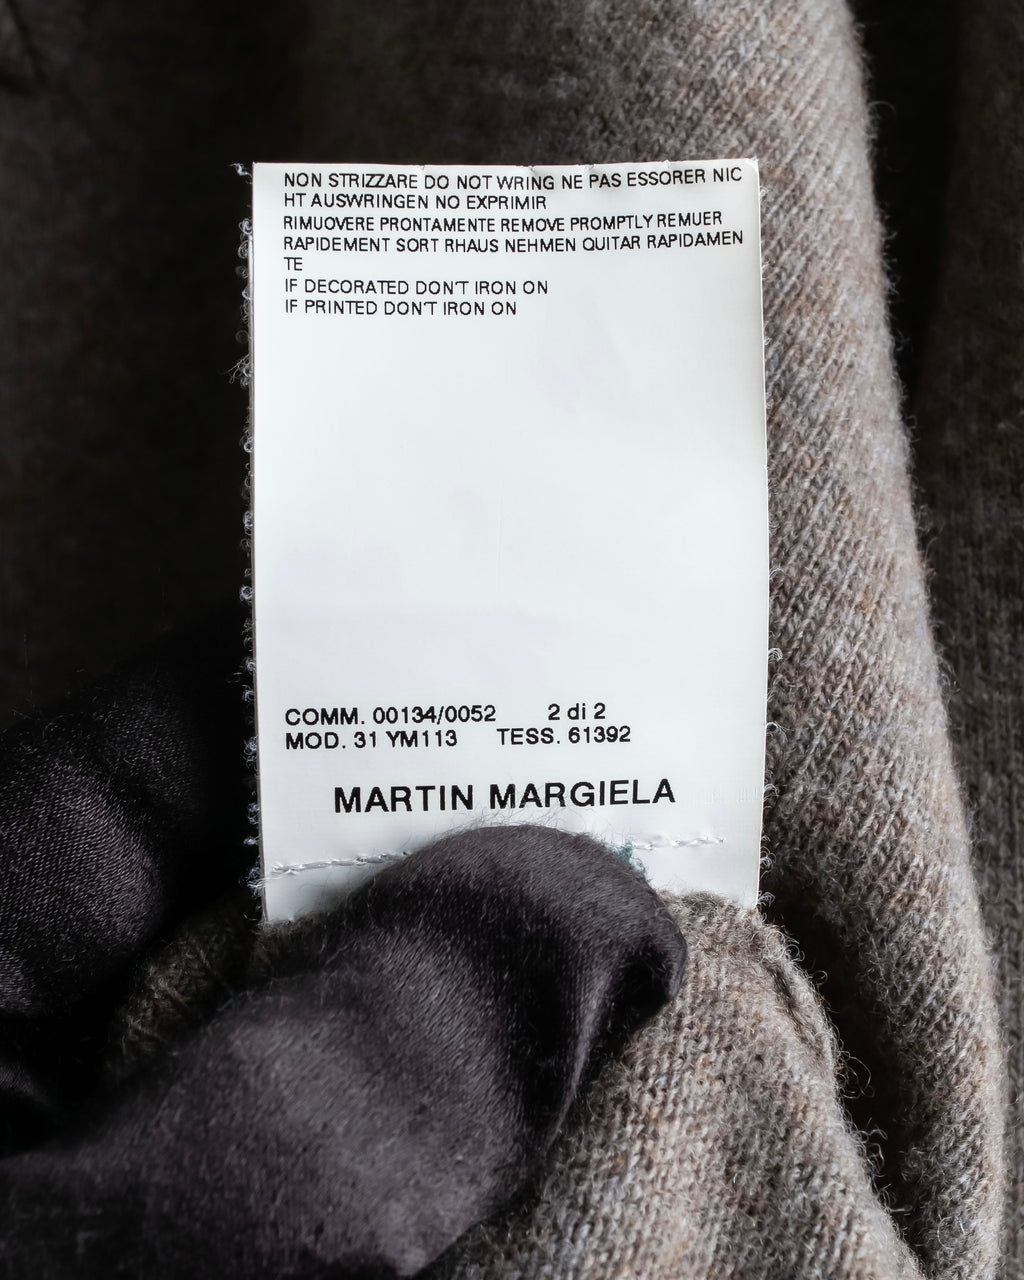 NON STRIZZARE DO NOT WRING NE PAS ESSORER NIC
HT AUSWRINGEN NO EXPRIMIR
RIMUOVERE PRONTAMENTE REMOVE PROMPTLY REMUER
RAPIDEMENT SORT RHAUS NEHMEN QUITAR RAPIDAMEN
TE
IF DECORATED DON'T IRON ON
IF PRINTED DON'T IRON ON
COMM. 00134/0052 2 di 2
MOD. 31 YM113 TESS. 61392
MARTIN MARGIELA